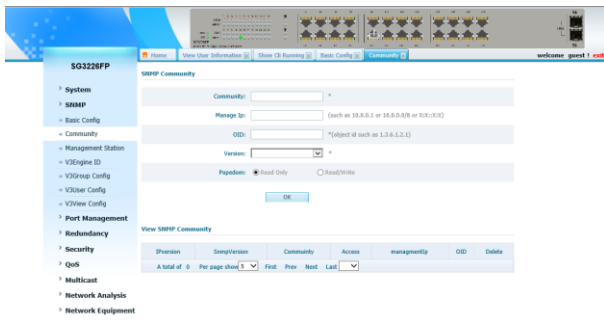 SG3226FP
Home View User Information Show Cli Running Basic Config Community
welcome guest ! exit
System
SNMP
Basic Config
Community
Management Station
V3Engine ID
V3Group Config
V3User Config
V3View Config
Port Management
Redundancy
Security
QoS
Multicast
Network Analysis
Network Equipment
SNMP Community
Community: *
Manage Ip: (such as 10.0.0.1 or 10.0.0.0/8 or X:X::X:X)
OID: *(object id such as 1.3.6.1.2.1)
Version: *
Popedom: Read Only Read/Write
OK
View SNMP Community
IPversion SnmpVersion Community Access managmentIp OID Delete
A total of 0 Per page show 5 First Prev Next Last